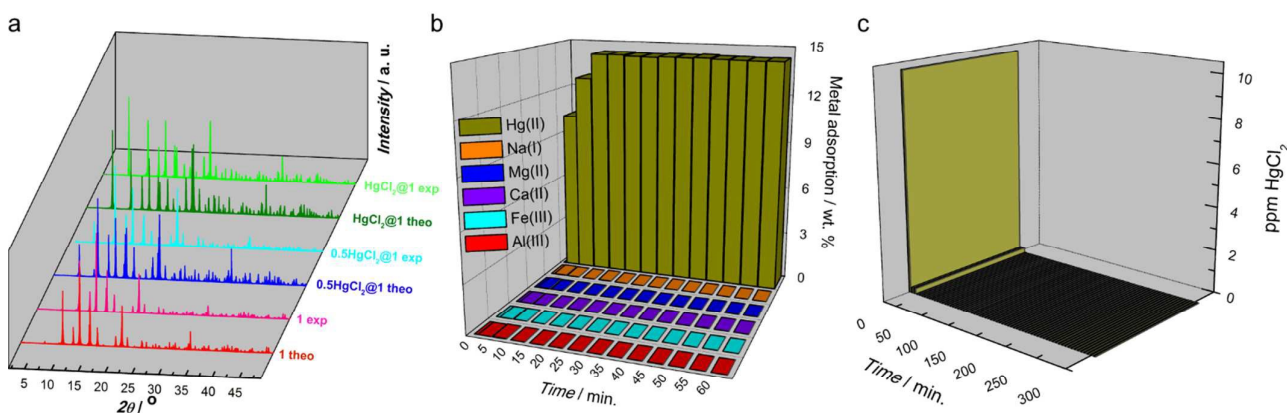 a
Intensity / a. u.
HgCl₂@1 exp
HgCl₂@1 theo
0.5HgCl₂@1 exp
0.5HgCl₂@1 theo
1 exp
1 theo
5 10 15 20 25 30 35 40 45
2θ / °
b
Hg(II)
Na(I)
Mg(II)
Ca(II)
Fe(III)
Al(III)
15
12
9
6
3
0
Metal adsorption / wt. %
0 5 10 15 20 25 30 35 40 45 50 55 60
Time / min.
c
10
8
6
4
2
0
ppm HgCl₂
0 50 100 150 200 250 300
Time / min.